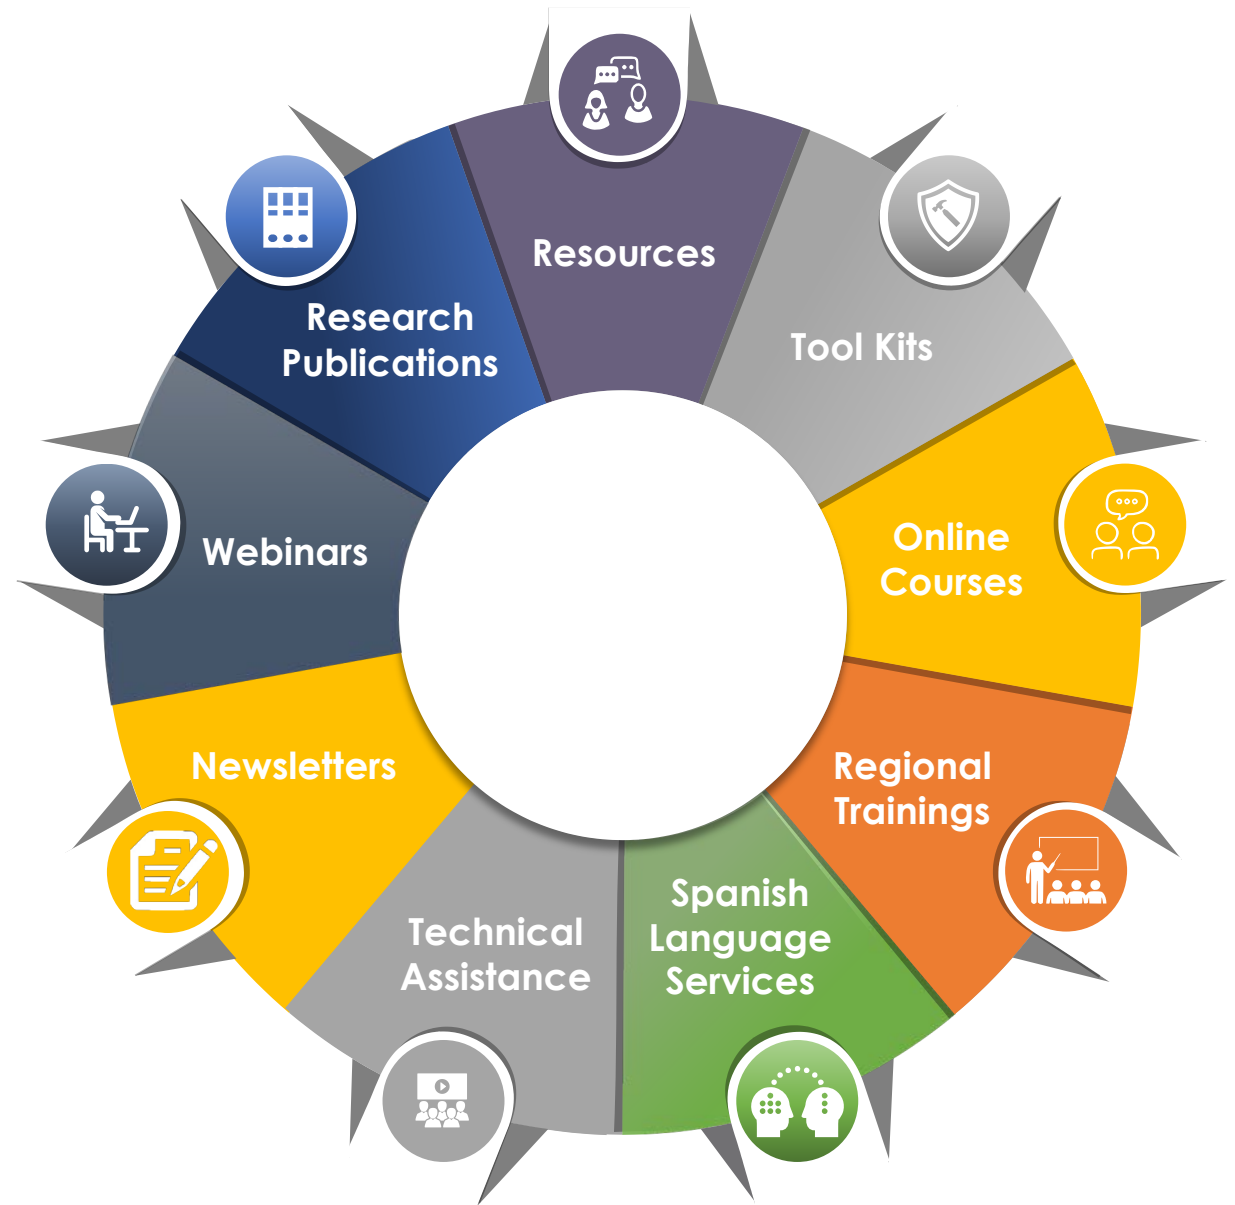 Resources
Tool Kits
Online
Courses
Regional
Trainings
Spanish
Language
Services
Technical
Assistance
Newsletters
Webinars
Research
Publications